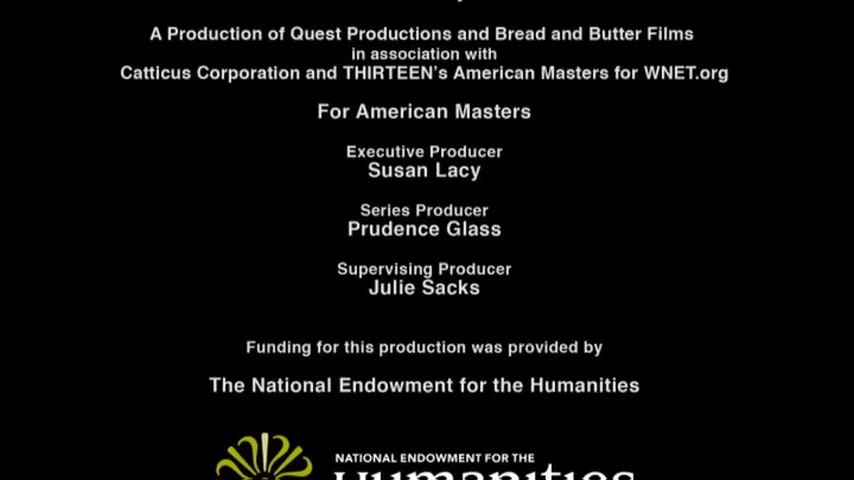 A Production of Quest Productions and Bread and Butter Films
in association with
Catticus Corporation and THIRTEEN's American Masters for WNET.org
For American Masters
Executive Producer
Susan Lacy
Series Producer
Prudence Glass
Supervising Producer
Julie Sacks
Funding for this production was provided by
The National Endowment for the Humanities
NATIONAL ENDOWMENT FOR THE
Humanities